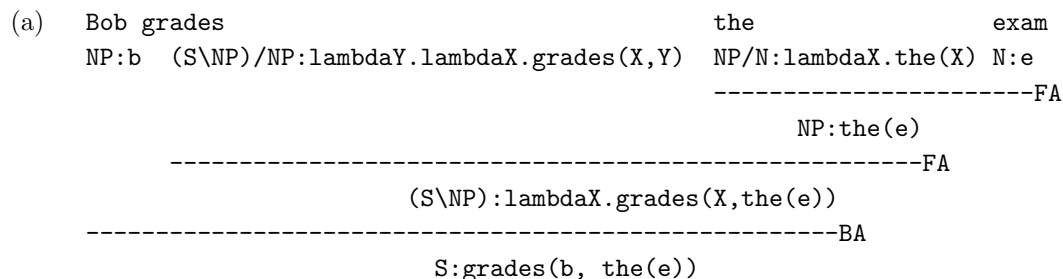 (a) Bob grades the exam
NP:b (S\NP)/NP:lambdaY.lambdaX.grades(X,Y) NP/N:lambdaX.the(X) N:e
-----------------------FA
NP:the(e)
------------------------------------------------------FA
(S\NP):lambdaX.grades(X,the(e))
------------------------------------------------------BA
S:grades(b, the(e))